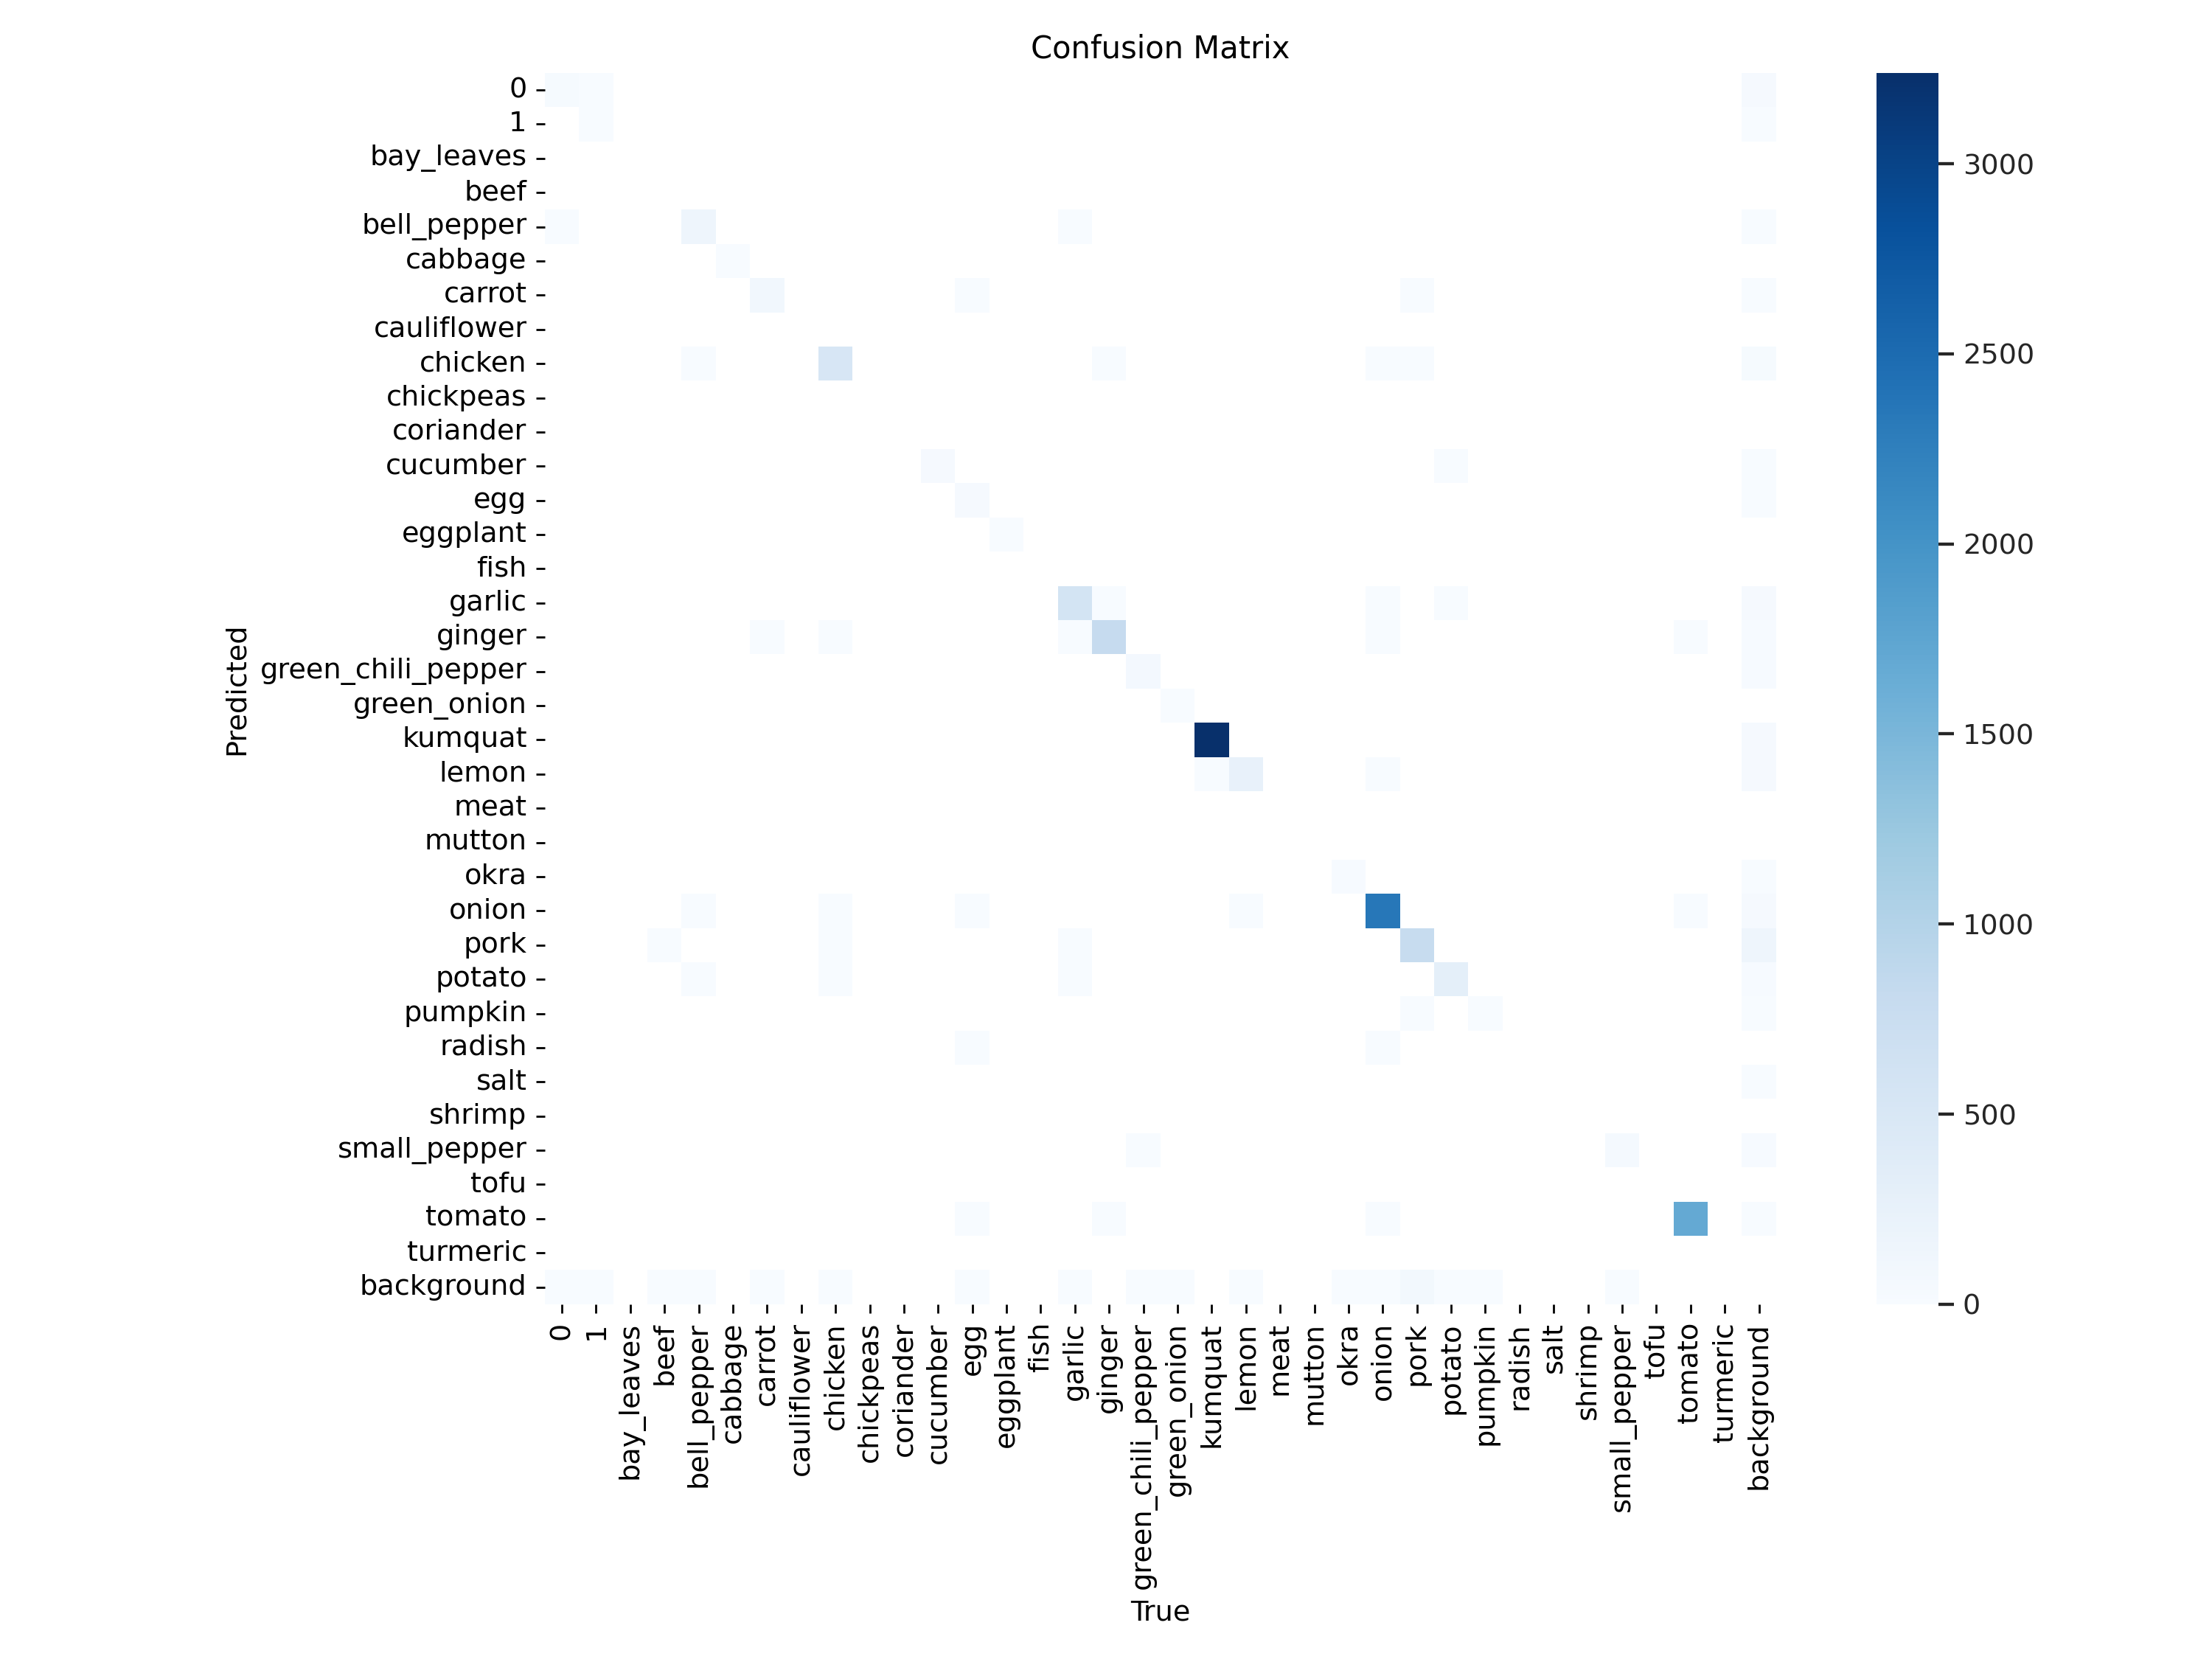 Confusion Matrix
0
1
bay_leaves
beef
bell_pepper
cabbage
carrot
cauliflower
chicken
chickpeas
coriander
cucumber
egg
eggplant
fish
garlic
ginger
green_chili_pepper
green_onion
kumquat
lemon
meat
mutton
okra
onion
pork
potato
pumpkin
radish
salt
shrimp
small_pepper
tofu
tomato
turmeric
background
Predicted
0
1
bay_leaves
beef
bell_pepper
cabbage
carrot
cauliflower
chicken
chickpeas
coriander
cucumber
egg
eggplant
fish
garlic
ginger
green_chili_pepper
green_onion
kumquat
lemon
meat
mutton
okra
onion
pork
potato
pumpkin
radish
salt
shrimp
small_pepper
tofu
tomato
turmeric
background
True
3000
2500
2000
1500
1000
500
0